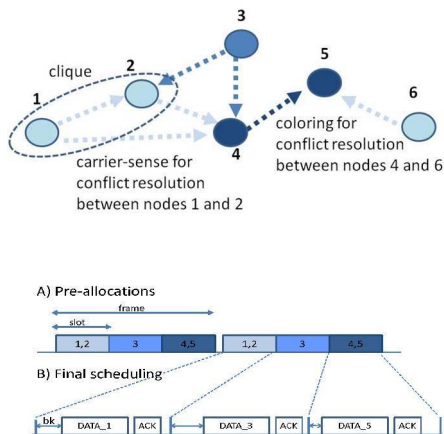 3
5
clique
2
1
6
4
carrier-sense for
conflict resolution
between nodes 1 and 2
coloring for
conflict resolution
between nodes 4 and 6
A) Pre-allocations
frame
slot
1,2 3 4,5 1,2 3 4,5
B) Final scheduling
bk DATA_1 ACK DATA_3 ACK DATA_5 ACK